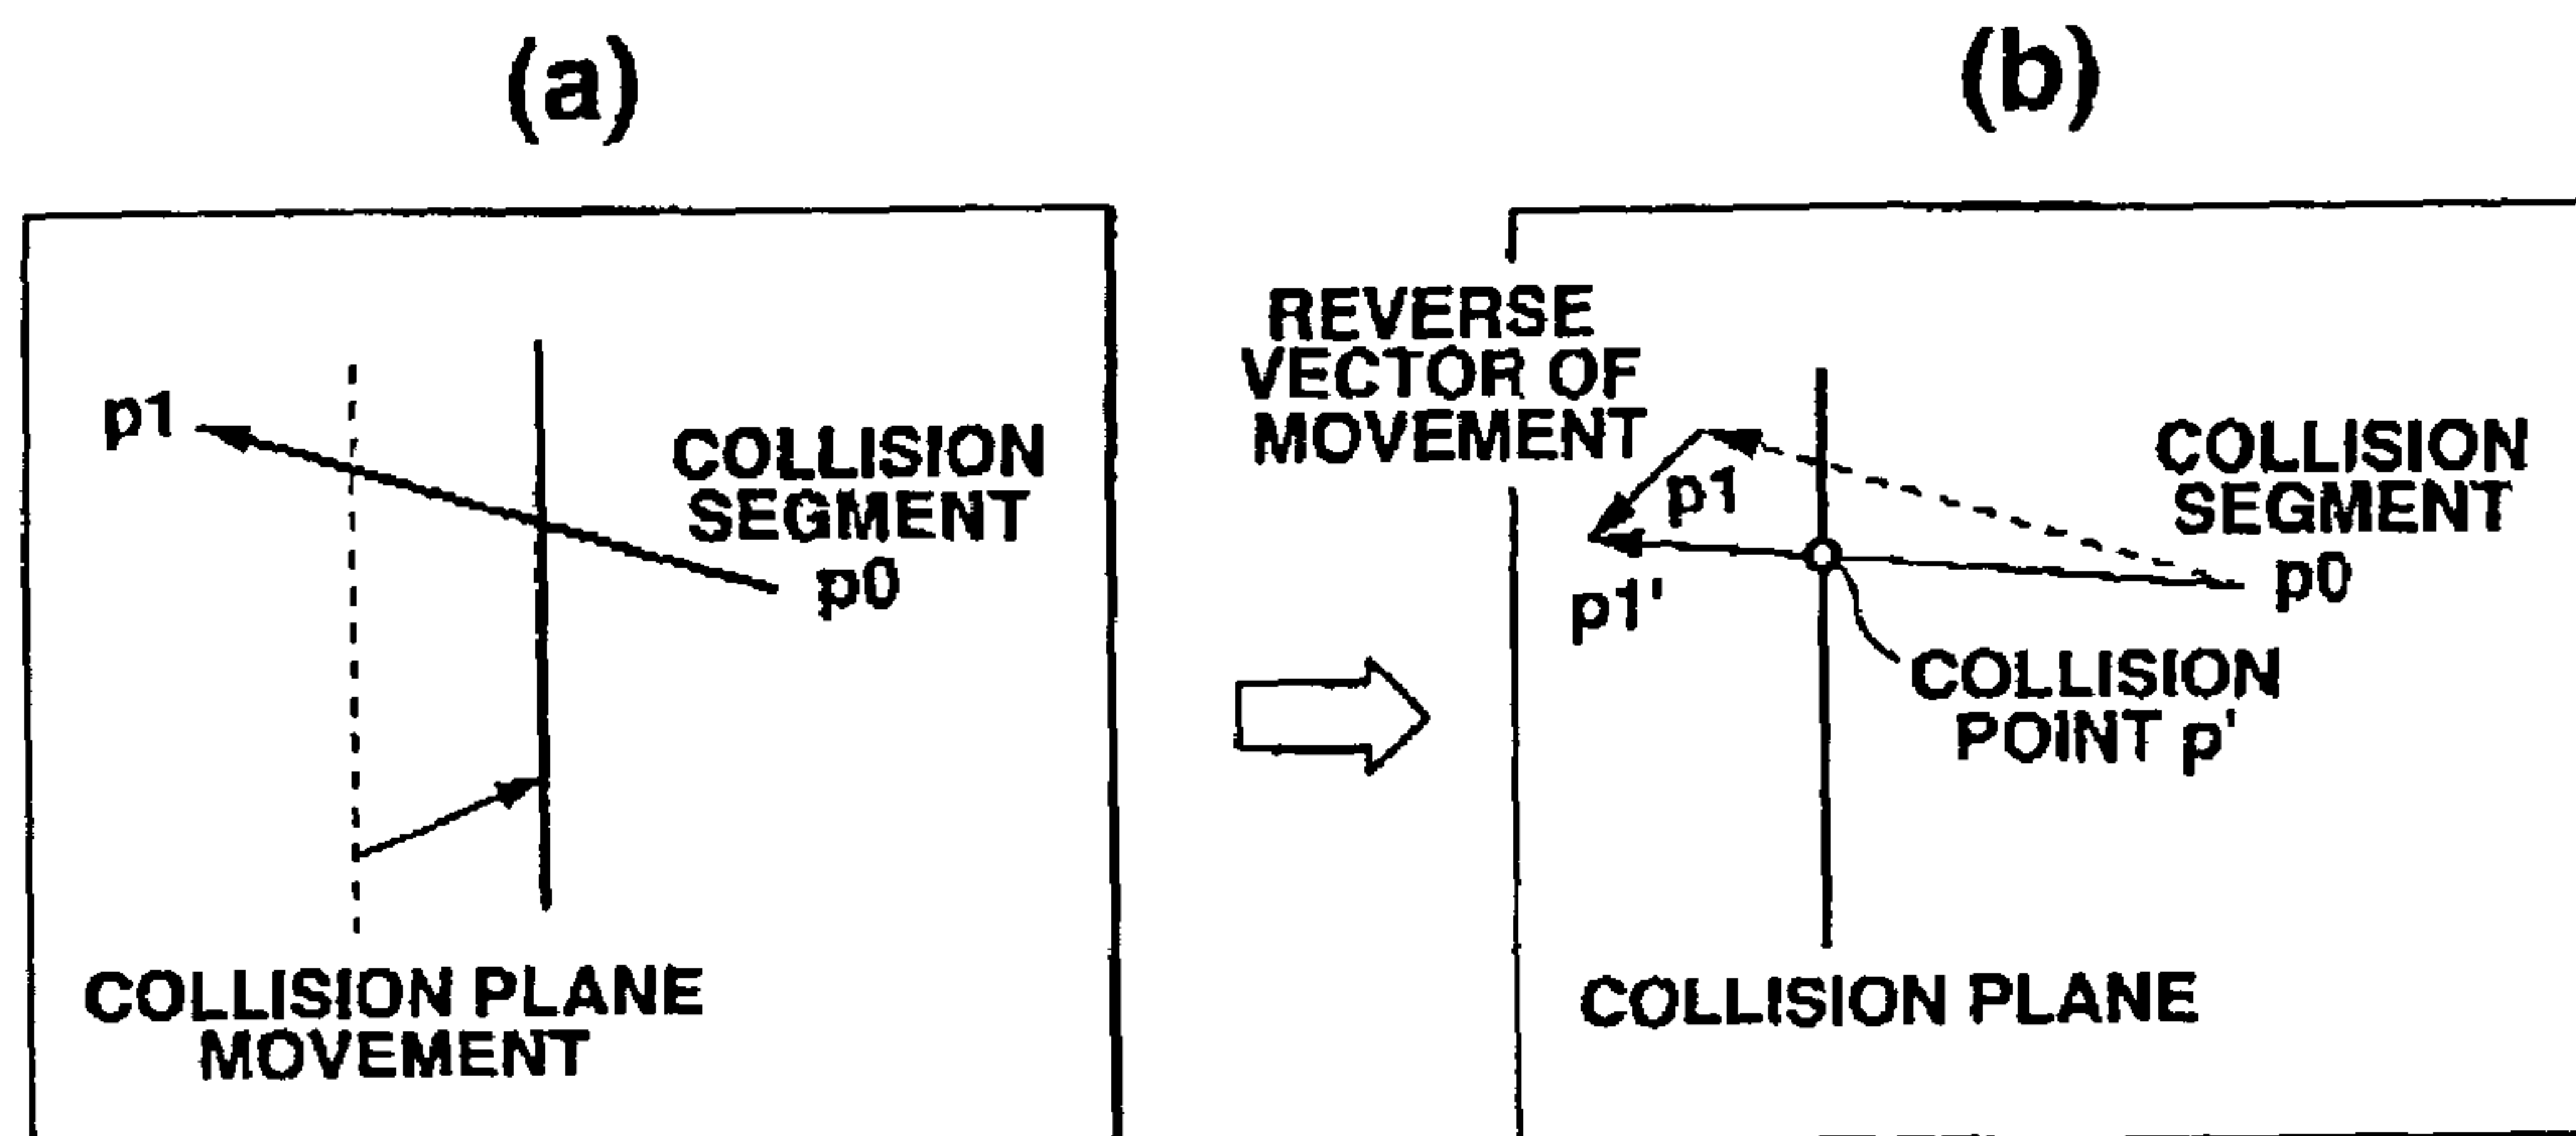 (a)
p1
COLLISION
SEGMENT
p0
COLLISION PLANE
MOVEMENT
(b)
REVERSE
VECTOR OF
MOVEMENT
p1
p1'
COLLISION
SEGMENT
p0
COLLISION
POINT p'
COLLISION PLANE